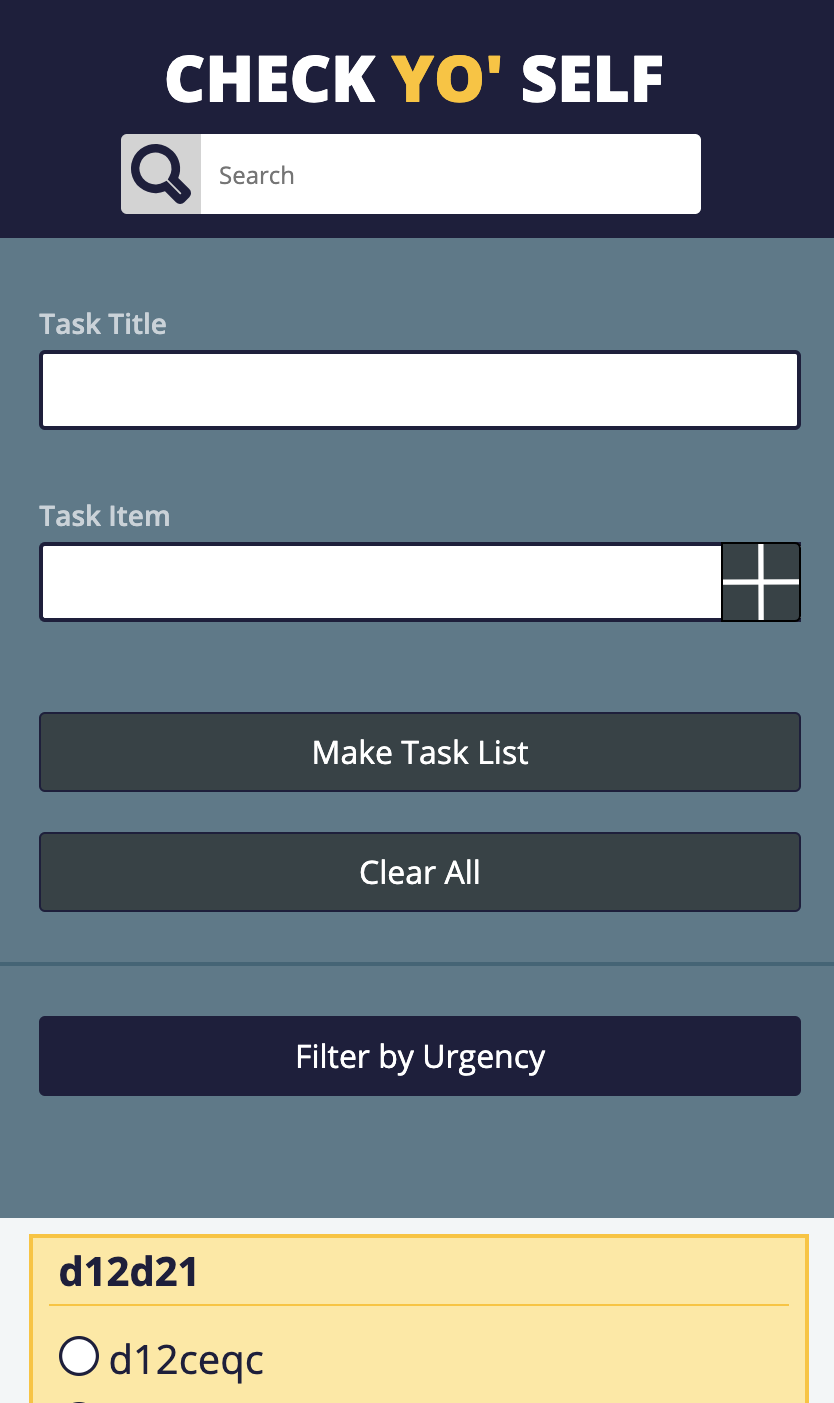 CHECK YO' SELF
Search
Task Title
Task Item
Make Task List
Clear All
Filter by Urgency
d12d21
d12ceqc